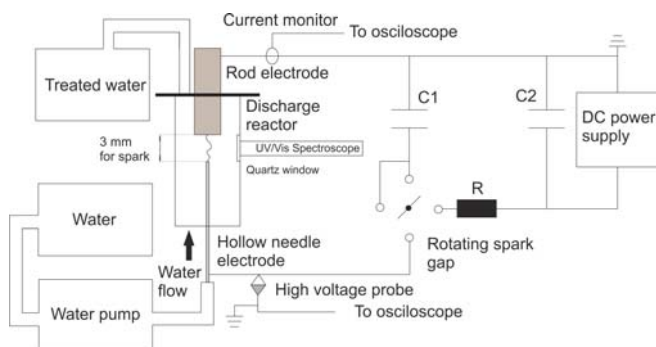 Current monitor
To osciloscope
Treated water
Rod electrode
Discharge
reactor
C1
C2
DC power
supply
3 mm
for spark
UV/Vis Spectroscope
Quartz window
R
Water
Hollow needle
electrode
Rotating spark
gap
Water
flow
High voltage probe
Water pump
To osciloscope